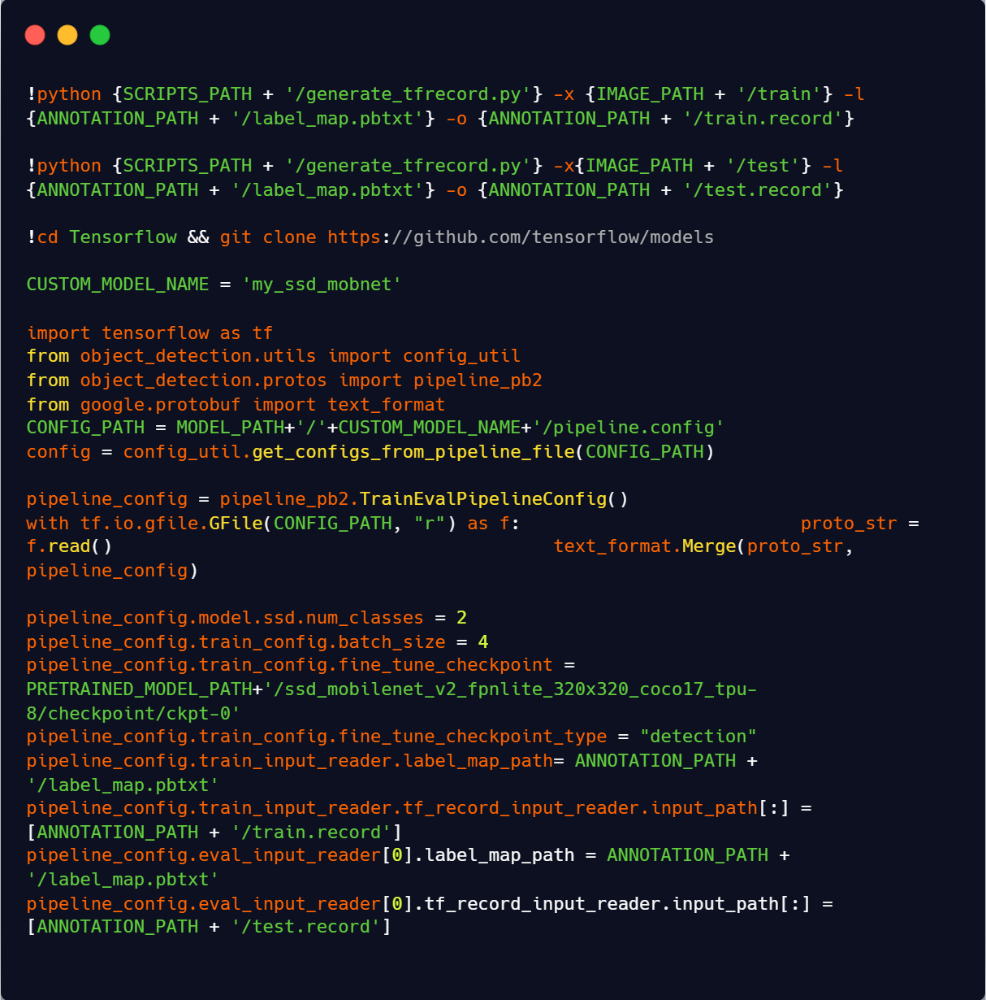 !python {SCRIPTS_PATH + '/generate_tfrecord.py'} -x {IMAGE_PATH + '/train'} -l
{ANNOTATION_PATH + '/label_map.pbtxt'} -o {ANNOTATION_PATH + '/train.record'}
!python {SCRIPTS_PATH + '/generate_tfrecord.py'} -x{IMAGE_PATH + '/test'} -l
{ANNOTATION_PATH + '/label_map.pbtxt'} -o {ANNOTATION_PATH + '/test.record'}
!cd Tensorflow && git clone https://github.com/tensorflow/models
CUSTOM_MODEL_NAME = 'my_ssd_mobnet'
import tensorflow as tf
from object_detection.utils import config_util
from object_detection.protos import pipeline_pb2
from google.protobuf import text_format
CONFIG_PATH = MODEL_PATH+'/'+CUSTOM_MODEL_NAME+'/pipeline.config'
config = config_util.get_configs_from_pipeline_file(CONFIG_PATH)
pipeline_config = pipeline_pb2.TrainEvalPipelineConfig()
with tf.io.gfile.GFile(CONFIG_PATH, "r") as f:                          proto_str =
f.read()                                         text_format.Merge(proto_str,
pipeline_config)
pipeline_config.model.ssd.num_classes = 2
pipeline_config.train_config.batch_size = 4
pipeline_config.train_config.fine_tune_checkpoint =
PRETRAINED_MODEL_PATH+'/ssd_mobilenet_v2_fpnlite_320x320_coco17_tpu-
8/checkpoint/ckpt-0'
pipeline_config.train_config.fine_tune_checkpoint_type = "detection"
pipeline_config.train_input_reader.label_map_path= ANNOTATION_PATH +
'/label_map.pbtxt'
pipeline_config.train_input_reader.tf_record_input_reader.input_path[:] =
[ANNOTATION_PATH + '/train.record']
pipeline_config.eval_input_reader[0].label_map_path = ANNOTATION_PATH +
'/label_map.pbtxt'
pipeline_config.eval_input_reader[0].tf_record_input_reader.input_path[:] =
[ANNOTATION_PATH + '/test.record']